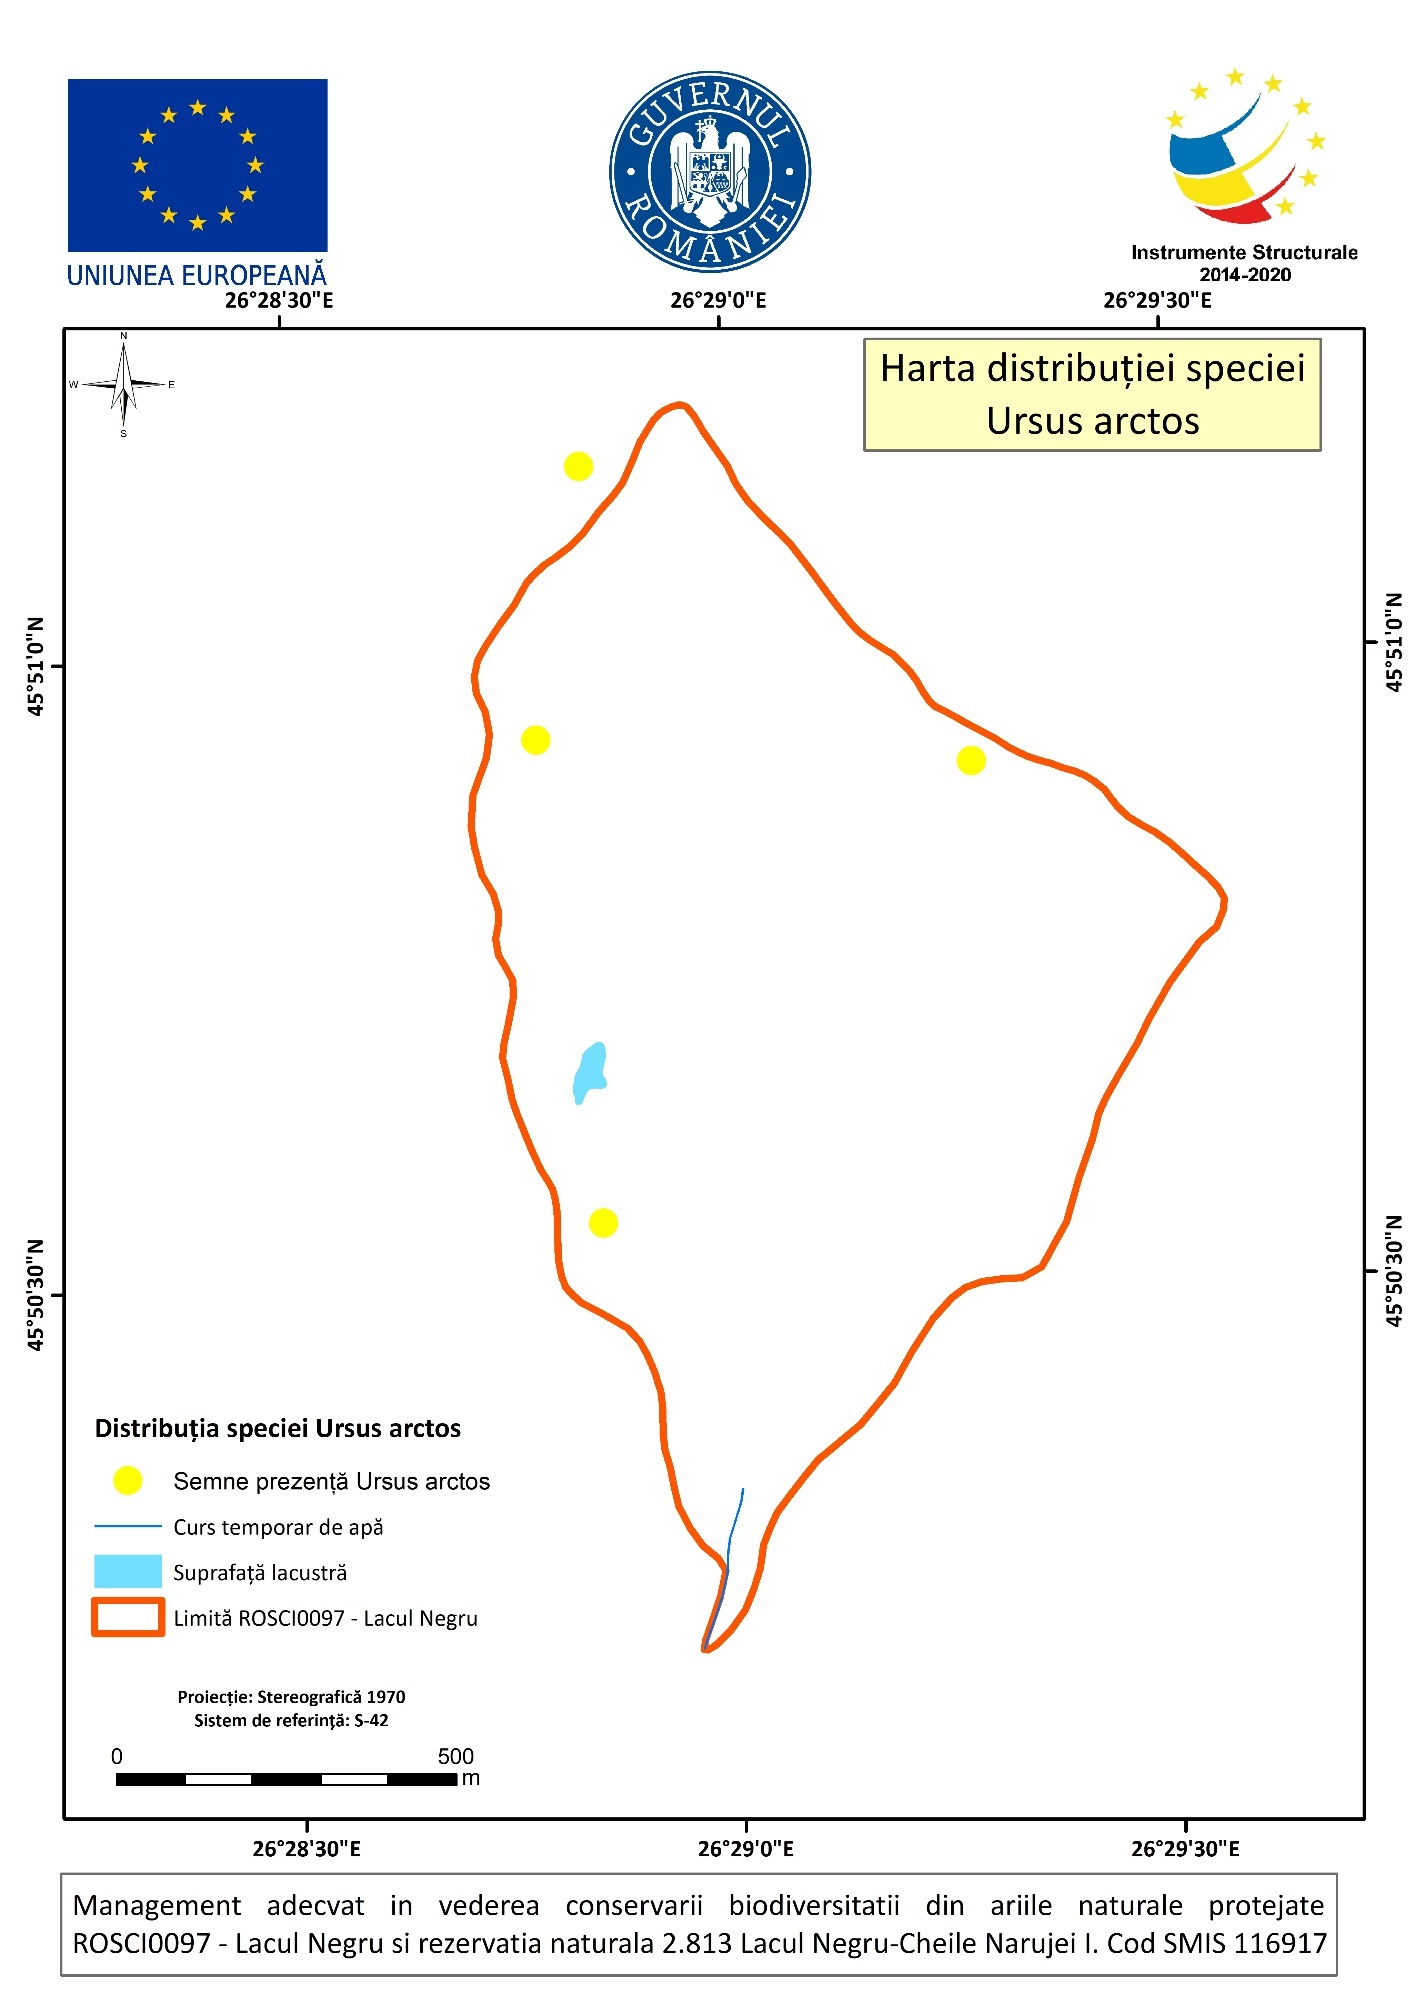 UNIUNEA EUROPEANĂ
GUVERNUL ROMÂNIEI
Instrumente Structurale
2014-2020
26°28'30"E
26°29'0"E
26°29'30"E
N
W
E
S
Harta distribuției speciei
Ursus arctos
45°51'0"N
45°51'0"N
45°50'30"N
45°50'30"N
Distribuția speciei Ursus arctos
Semne prezență Ursus arctos
Curs temporar de apă
Suprafață lacustră
Limită ROSCI0097 - Lacul Negru
Proiecție: Stereografică 1970
Sistem de referință: S-42
0
500
m
26°28'30"E
26°29'0"E
26°29'30"E
Management adecvat in vederea conservarii biodiversitatii din ariile naturale protejate
ROSCI0097 - Lacul Negru si rezervatia naturala 2.813 Lacul Negru-Cheile Narujei I. Cod SMIS 116917